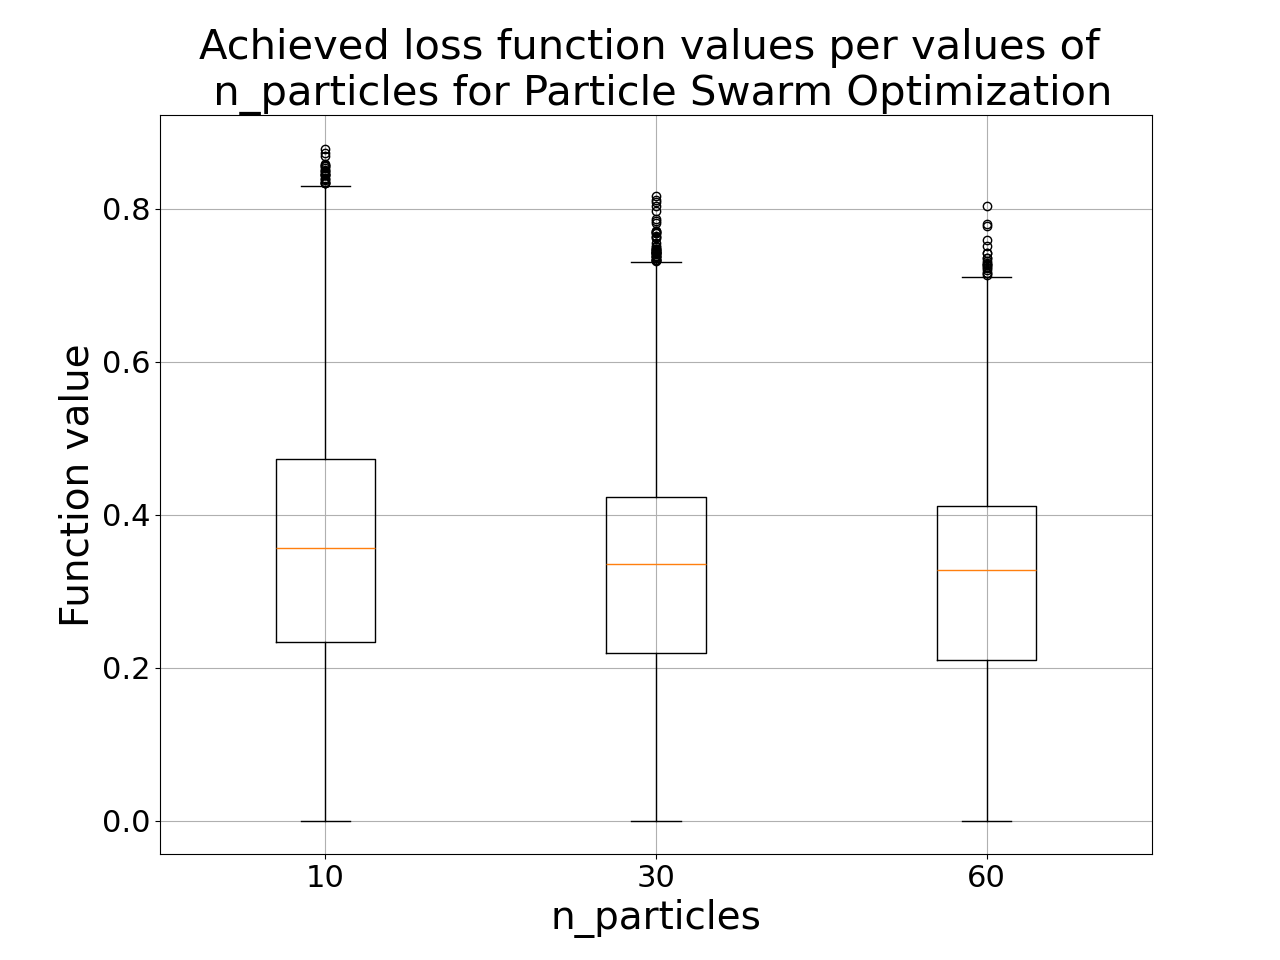 Achieved loss function values per values of
n_particles for Particle Swarm Optimization
Function value
0.8
0.6
0.4
0.2
0.0
10
30
60
n_particles